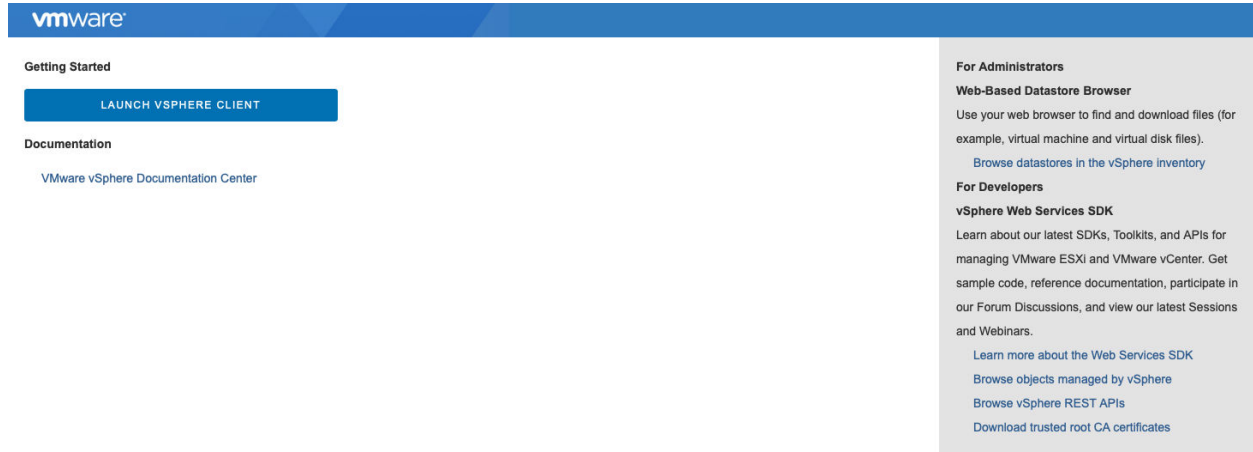 vmware
Getting Started
LAUNCH VSPHERE CLIENT
Documentation
VMware vSphere Documentation Center
For Administrators
Web-Based Datastore Browser
Use your web browser to find and download files (for
example, virtual machine and virtual disk files).
Browse datastores in the vSphere inventory
For Developers
vSphere Web Services SDK
Learn about our latest SDKs, Toolkits, and APIs for
managing VMware ESXi and VMware vCenter. Get
sample code, reference documentation, participate in
our Forum Discussions, and view our latest Sessions
and Webinars.
Learn more about the Web Services SDK
Browse objects managed by vSphere
Browse vSphere REST APIs
Download trusted root CA certificates